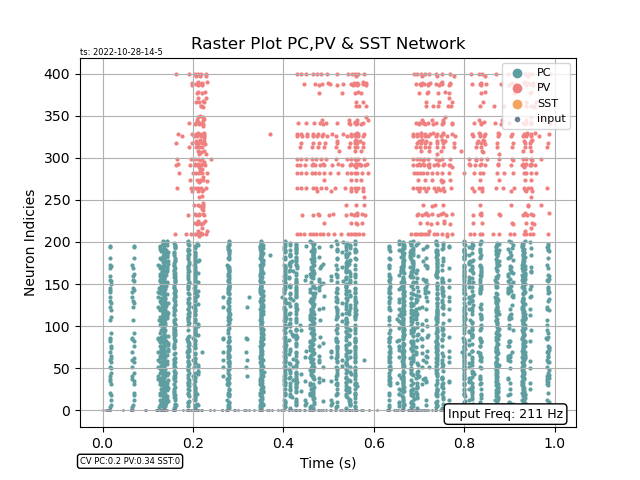 ts: 2022-10-28-14-5
Raster Plot PC,PV & SST Network
PC
PV
SST
input
Neuron Indicies
400
350
300
250
200
150
100
50
0
Input Freq: 211 Hz
0.0 0.2 0.4 0.6 0.8 1.0
Time (s)
CV PC:0.2 PV:0.34 SST:0